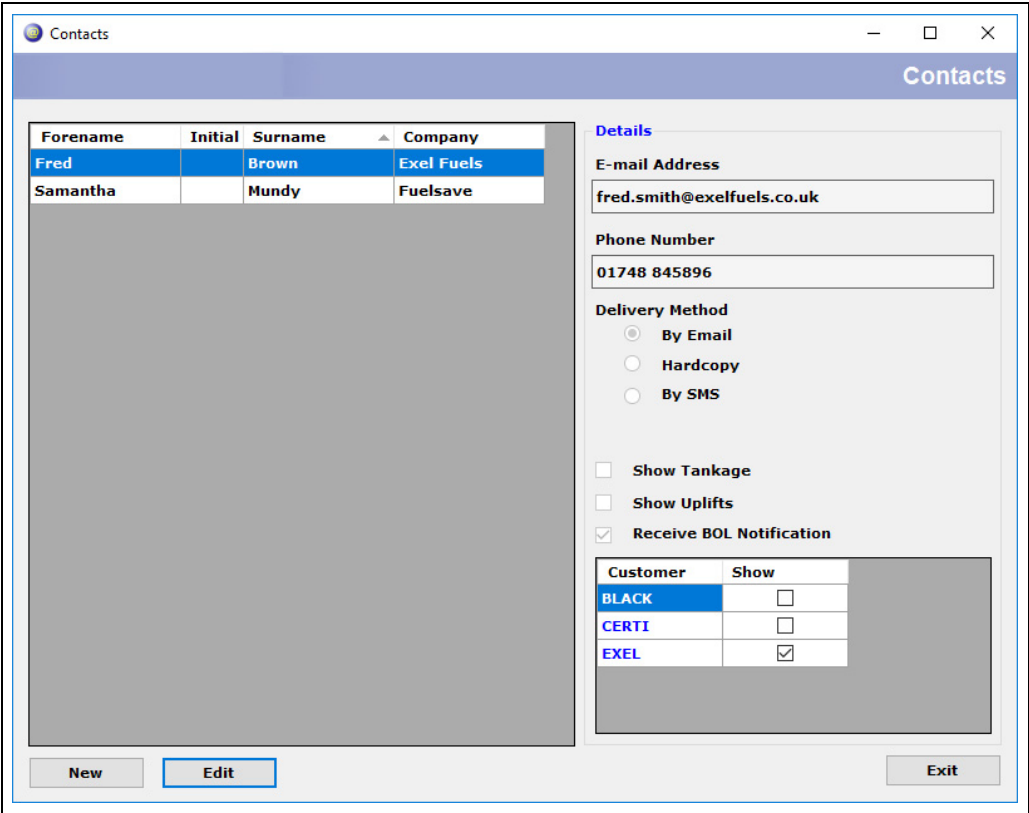 Contacts
Contacts
Forename Initial Surname Company
Fred Brown Exel Fuels
Samantha Mundy Fuelsave
Details
E-mail Address
fred.smith@exelfuels.co.uk
Phone Number
01748 845896
Delivery Method
By Email
Hardcopy
By SMS
Show Tankage
Show Uplifts
Receive BOL Notification
Customer Show
BLACK
CERTI
EXEL
New Edit Exit